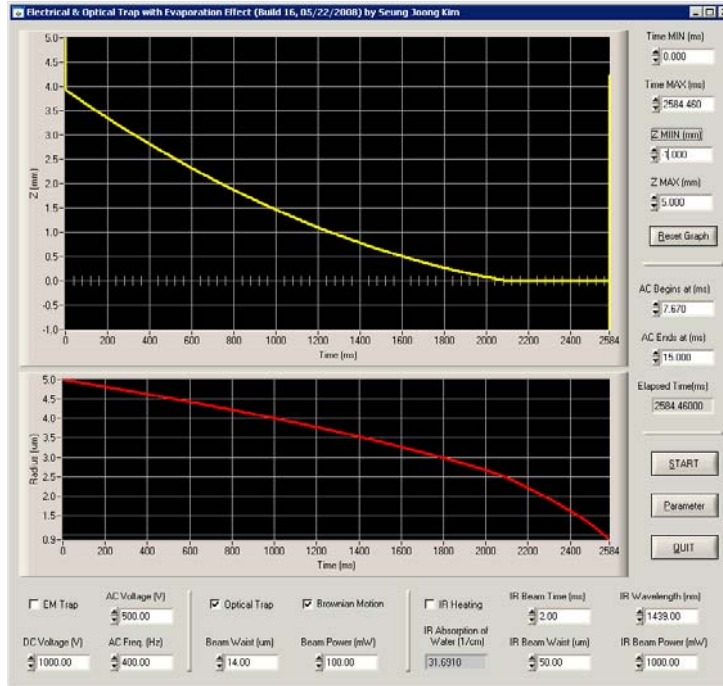 Electrical & Optical Trap with Evaporation Effect (Build 16, 05/22/2008) by Seung Joong Kim
5.0
4.5
4.0
3.5
3.0
2.5
2.0
1.5
1.0
0.5
0.0
-0.5
-1.0
Z (mm)
0 200 400 600 800 1000 1200 1400 1600 1800 2000 2200 2400 2584
Time (ms)
5.0
4.5
4.0
3.5
3.0
2.5
2.0
1.5
0.9
Radius (um)
0 200 400 600 800 1000 1200 1400 1600 1800 2000 2200 2400 2584
Time (ms)
Time MIN (ms)
0.000
Time MAX (ms)
2584.460
Z MIIN (mm)
-1.000
Z MAX (mm)
5.000
Reset Graph
AC Begins at (ms)
7.670
AC Ends at (ms)
15.000
Elapsed Time(ms)
2584.46000
START
Parameter
QUIT
EM Trap
AC Voltage (V)
500.00
DC Voltage (V)
1000.00
AC Freq. (Hz)
400.00
Optical Trap
Brownian Motion
Beam Waist (um)
14.00
Beam Power (mW)
100.00
IR Heating
IR Beam Time (ns)
2.00
IR Wavelength (nm)
1439.00
IR Absorption of
Water (1/cm)
31.6910
IR Beam Waist (um)
50.00
IR Beam Power (mW)
1000.00